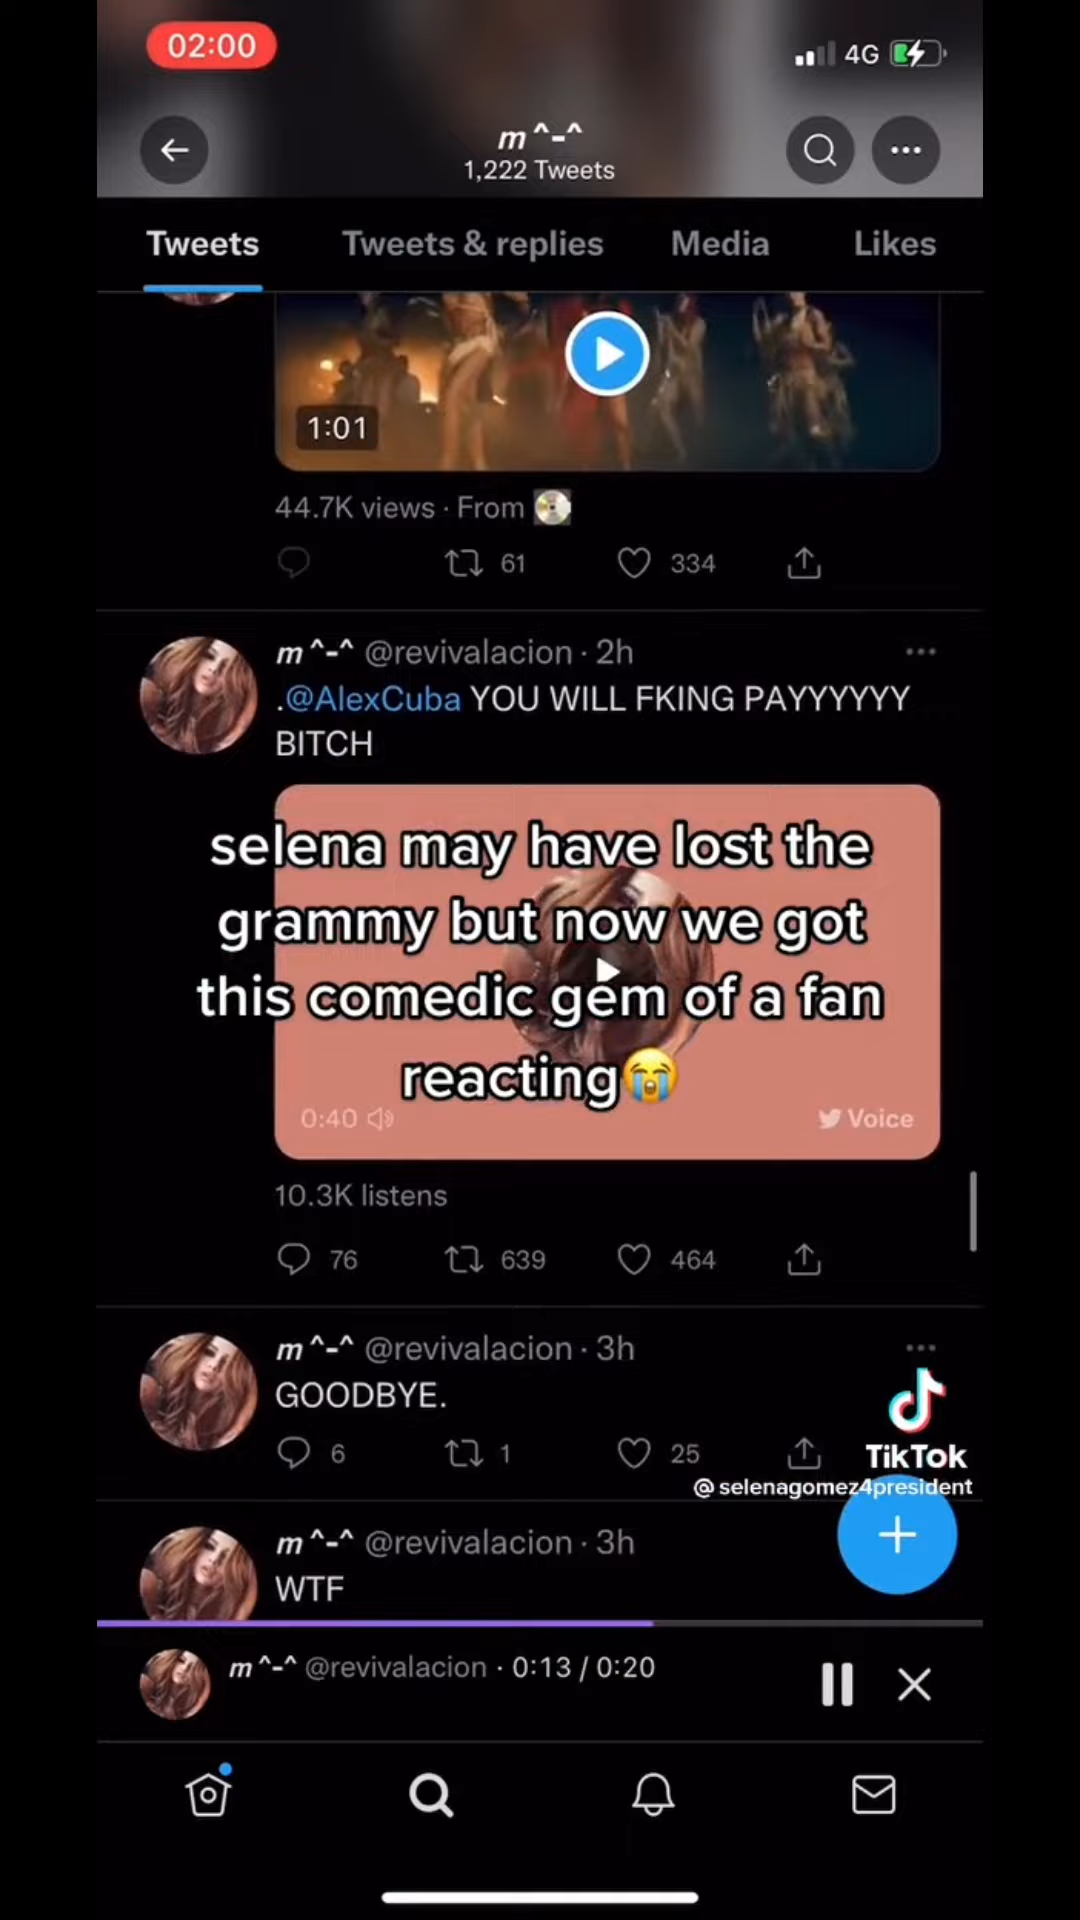 02:00
4G
m ^-^
1,222 Tweets
Tweets Tweets & replies Media Likes
1:01
44.7K views · From
61 334
m ^-^ @revivalacion · 2h
.@AlexCuba YOU WILL FKING PAYYYYYY
BITCH
selena may have lost the
grammy but now we got
this comedic gem of a fan
reacting😭
0:40 Voice
10.3K listens
76 639 464
m ^-^ @revivalacion · 3h
GOODBYE.
6 1 25
TikTok
@selenagomez4president
m ^-^ @revivalacion · 3h
WTF
m ^-^ @revivalacion · 0:13 / 0:20